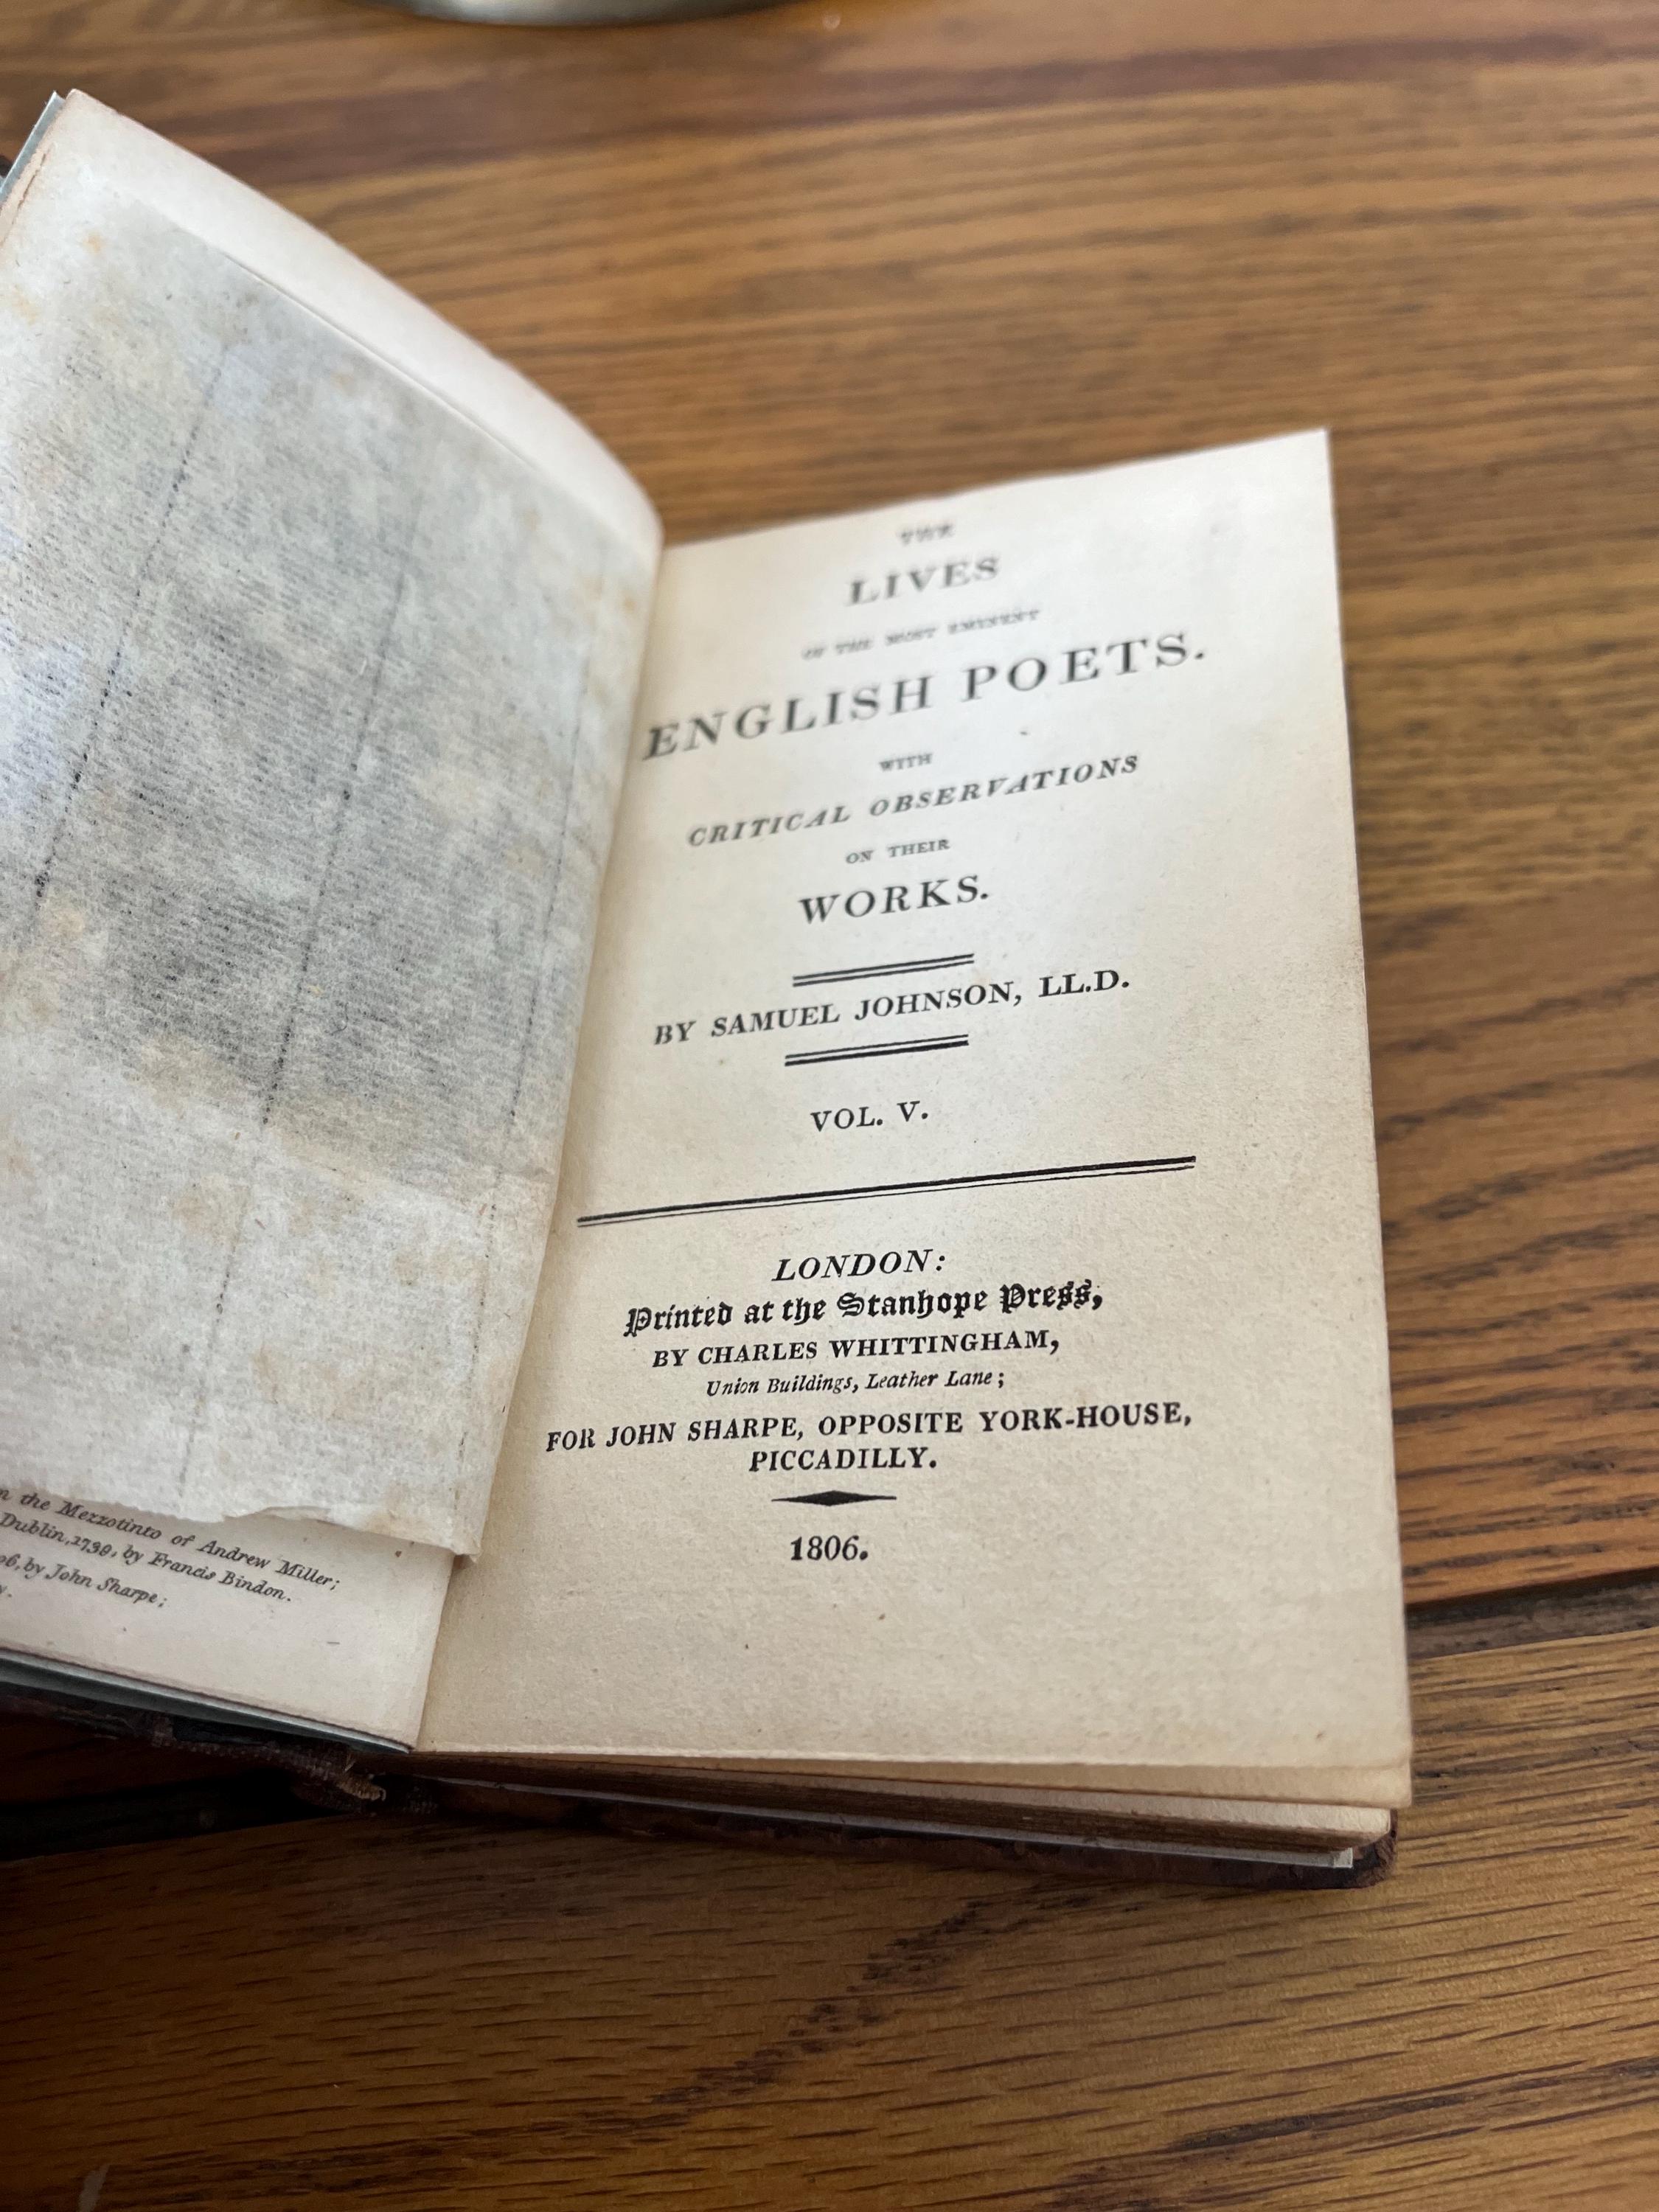 n the Mezzotinto of Andrew Miller;
Dublin, 1739, by Francis Bindon.
06, by John Sharpe;
THE
LIVES
OF THE MOST EMINENT
ENGLISH POETS.
WITH
CRITICAL OBSERVATIONS
ON THEIR
WORKS.
BY SAMUEL JOHNSON, LL.D.
VOL. V.
LONDON:
Printed at the Stanhope Press,
BY CHARLES WHITTINGHAM,
Union Buildings, Leather Lane;
FOR JOHN SHARPE, OPPOSITE YORK-HOUSE,
PICCADILLY.
1806.